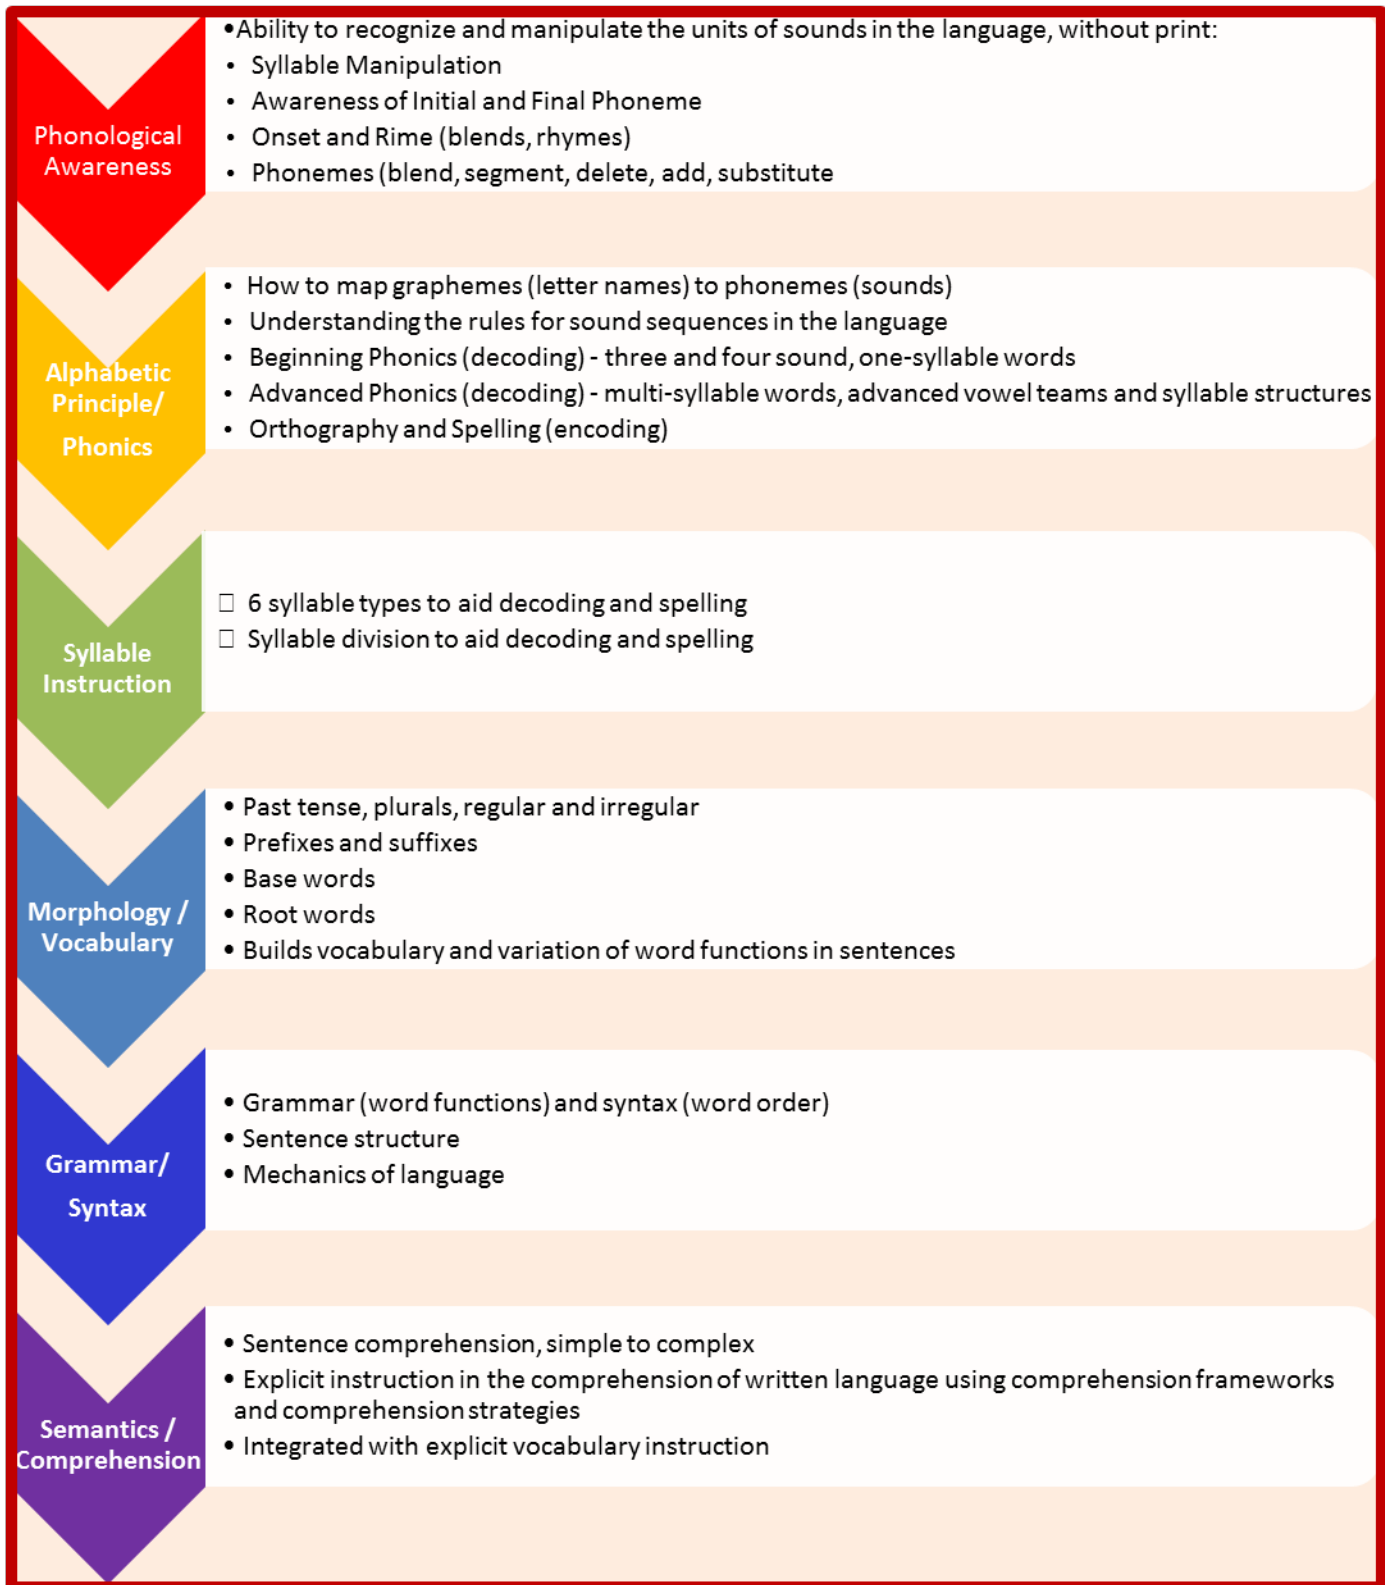 •Ability to recognize and manipulate the units of sounds in the language, without print:
• Syllable Manipulation
• Awareness of Initial and Final Phoneme
• Onset and Rime (blends, rhymes)
• Phonemes (blend, segment, delete, add, substitute
Phonological
Awareness
• How to map graphemes (letter names) to phonemes (sounds)
• Understanding the rules for sound sequences in the language
• Beginning Phonics (decoding) - three and four sound, one-syllable words
• Advanced Phonics (decoding) - multi-syllable words, advanced vowel teams and syllable structures
• Orthography and Spelling (encoding)
Alphabetic
Principle/
Phonics
□ 6 syllable types to aid decoding and spelling
□ Syllable division to aid decoding and spelling
Syllable
Instruction
• Past tense, plurals, regular and irregular
• Prefixes and suffixes
• Base words
• Root words
• Builds vocabulary and variation of word functions in sentences
Morphology /
Vocabulary
• Grammar (word functions) and syntax (word order)
• Sentence structure
• Mechanics of language
Grammar/
Syntax
• Sentence comprehension, simple to complex
• Explicit instruction in the comprehension of written language using comprehension frameworks
and comprehension strategies
• Integrated with explicit vocabulary instruction
Semantics /
Comprehension